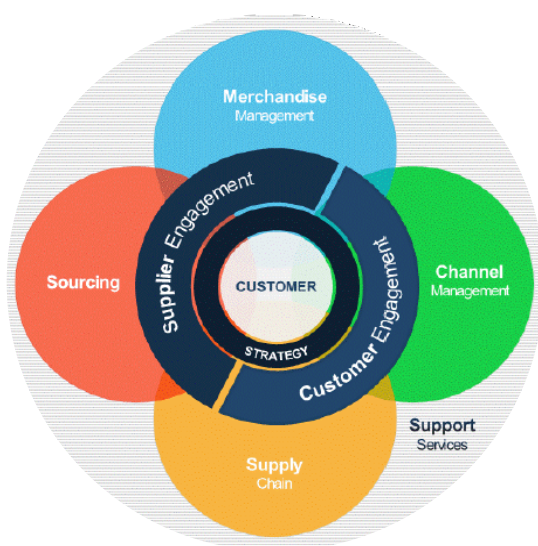 Merchandise
Management
Supplier Engagement
Sourcing
CUSTOMER
STRATEGY
Customer Engagement
Channel
Management
Support
Services
Supply
Chain